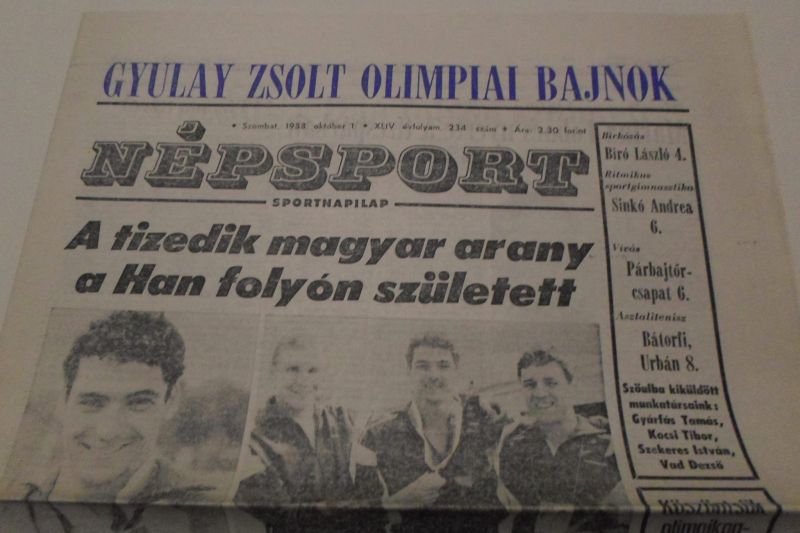 GYULAY ZSOLT OLIMPIAI BAJNOK
• Szombat, 1988. október 1. • XLIV. évfolyam, 234. szám • Ára: 2,30 forint
NÉPSPORT
SPORTNAPILAP
A tizedik magyar arany
a Han folyón született
Birkózás
Bíró László 4.
Ritmikus
sportgimnasztika
Sinkó Andrea
6.
Vívás
Párbajtőr-
csapat 6.
Asztalitenisz
Bátorfi,
Urbán 8.
Szöulba kiküldött
munkatársaink:
Gyárfás Tamás,
Kocsi Tibor,
Szekeres István,
Vad Dezső
Köszöntjük